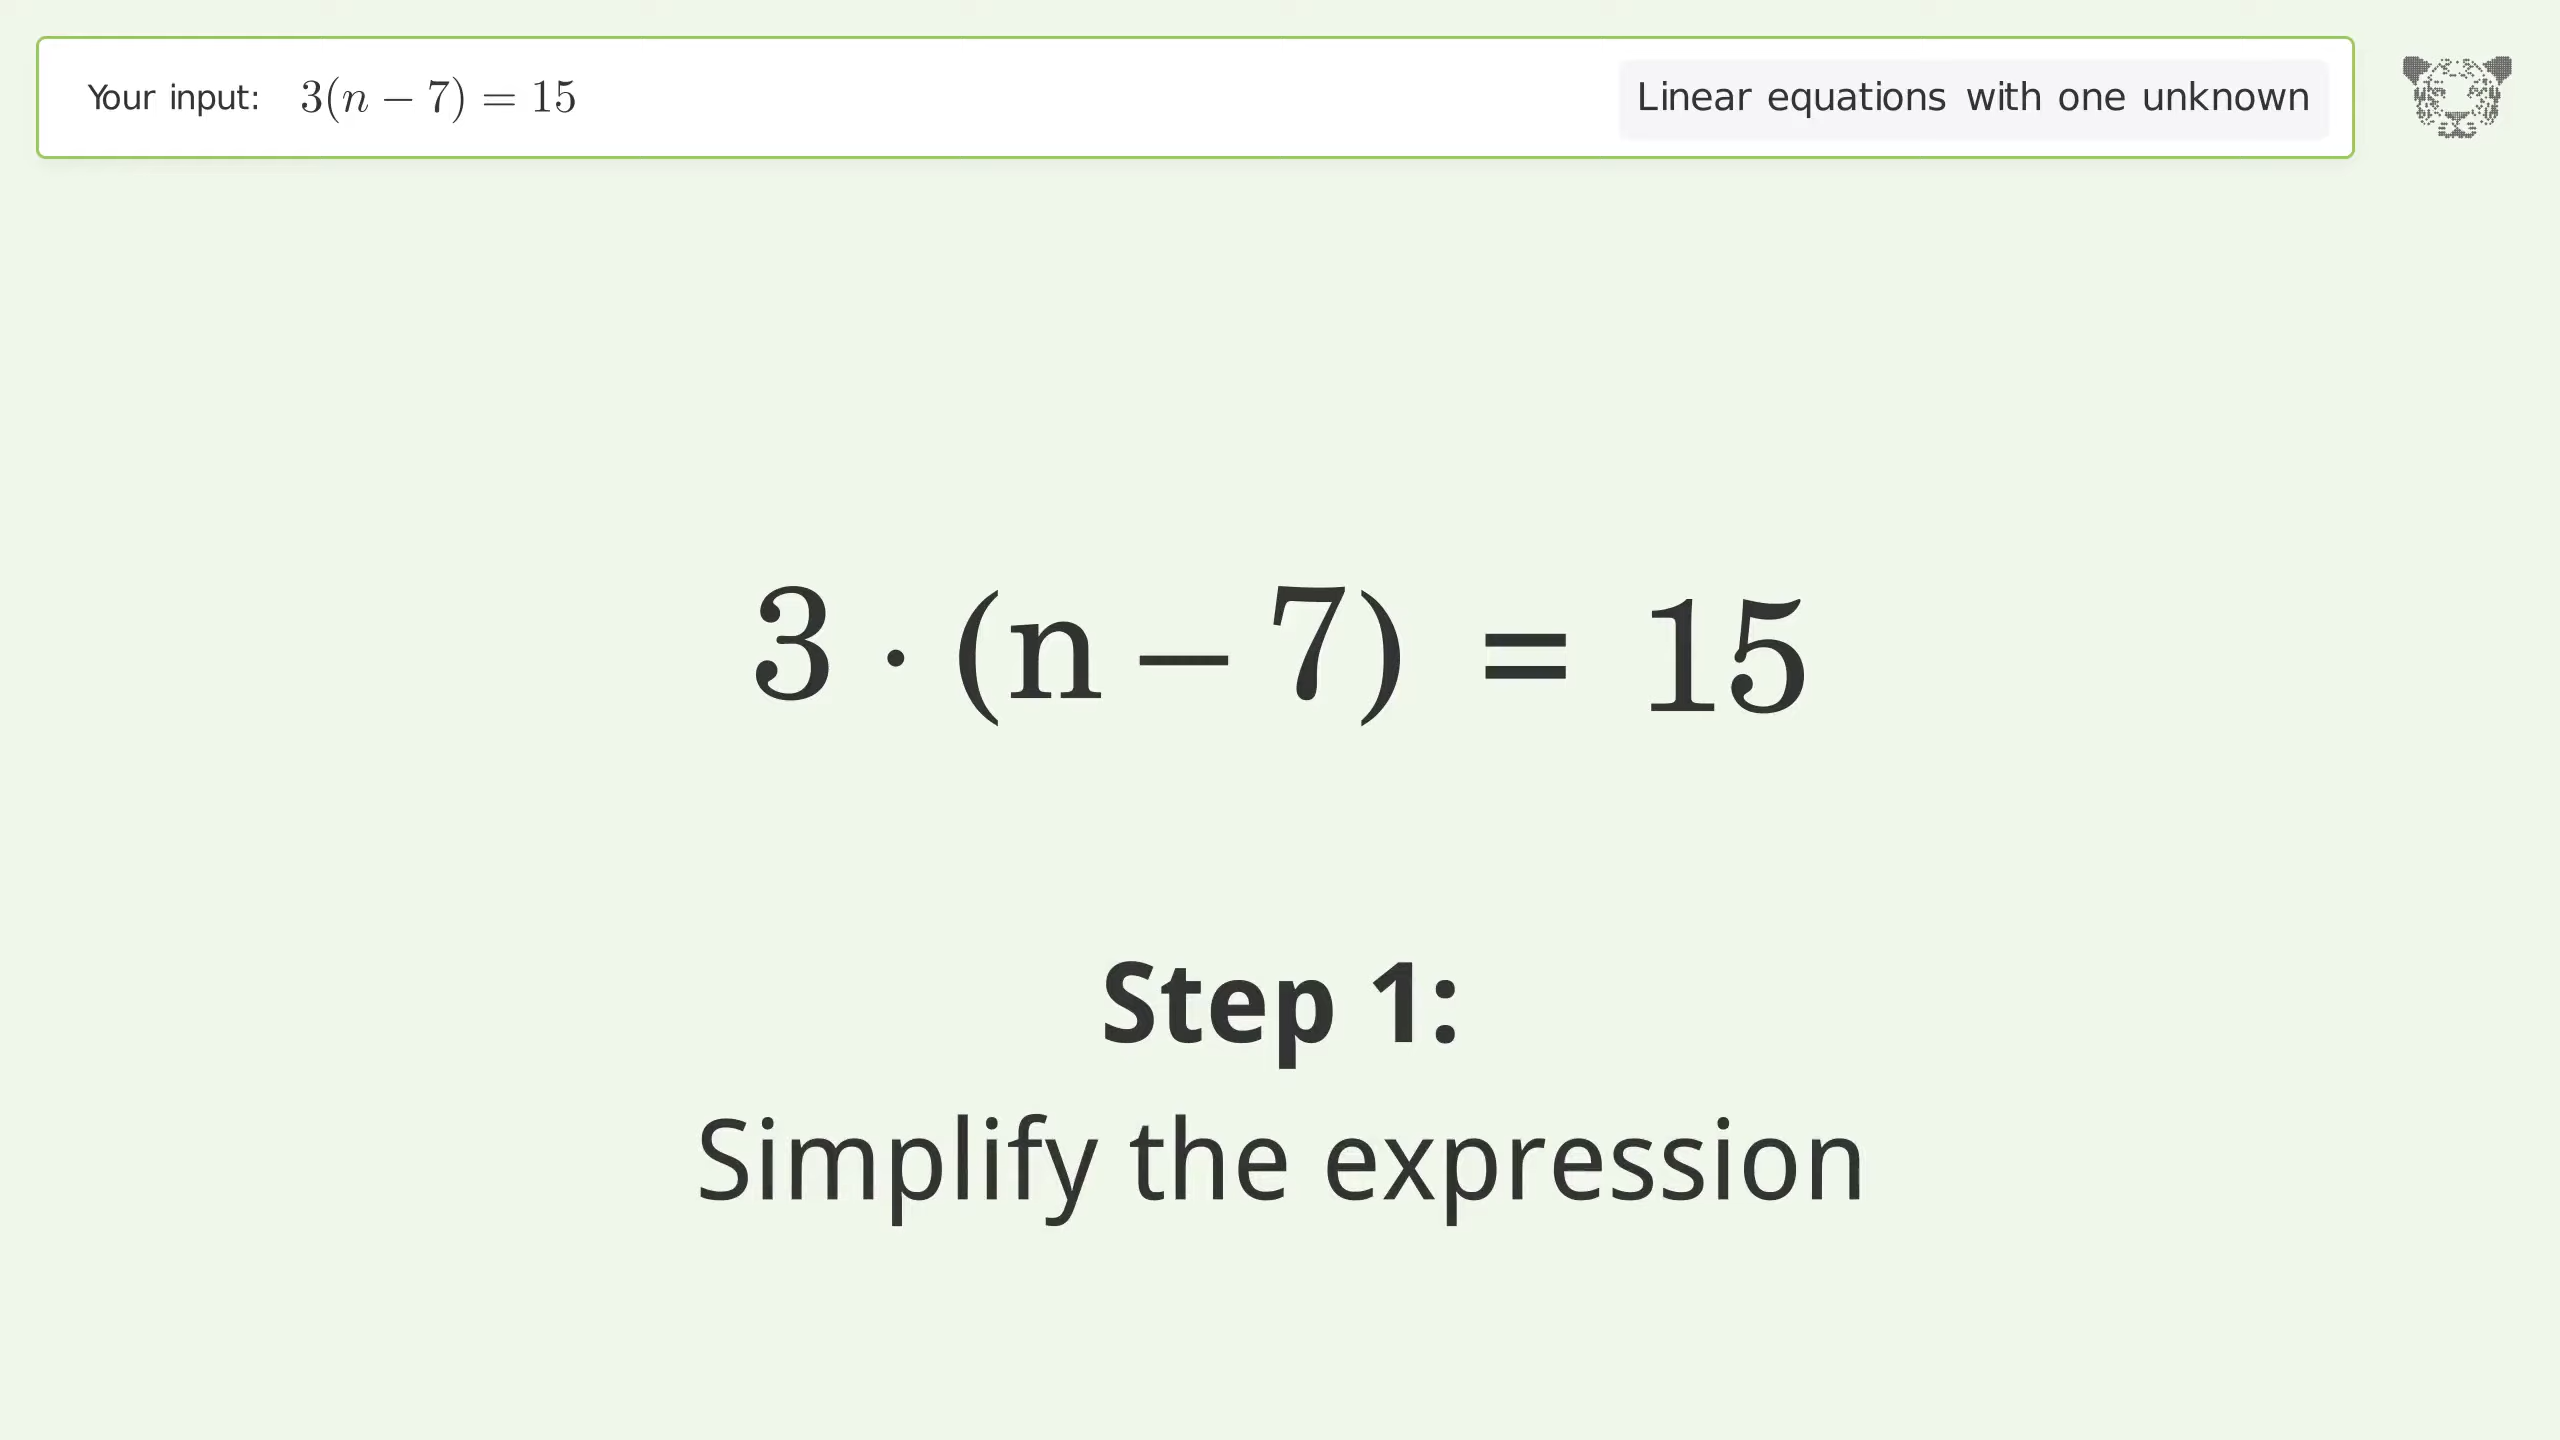 Your input: 3(n − 7) = 15
Linear equations with one unknown
3 · (n − 7) = 15
Step 1:
Simplify the expression